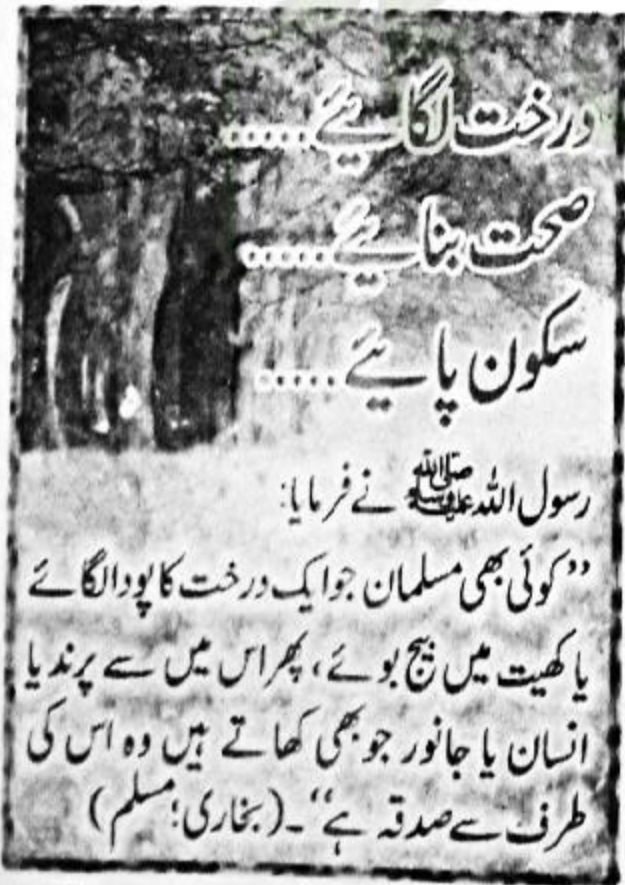 درخت لگائیے.....
صحت بنائیے.....
سکون پائیے.....
رسول اللہ ﷺ نے فرمایا:
”کوئی بھی مسلمان جو ایک درخت کا پودا لگائے
یا کھیت میں بیج بوئے، پھر اس میں سے پرند یا
انسان یا جانور جو بھی کھاتے ہیں وہ اس کی
طرف سے صدقہ ہے“۔ (بخاری؛ مسلم)